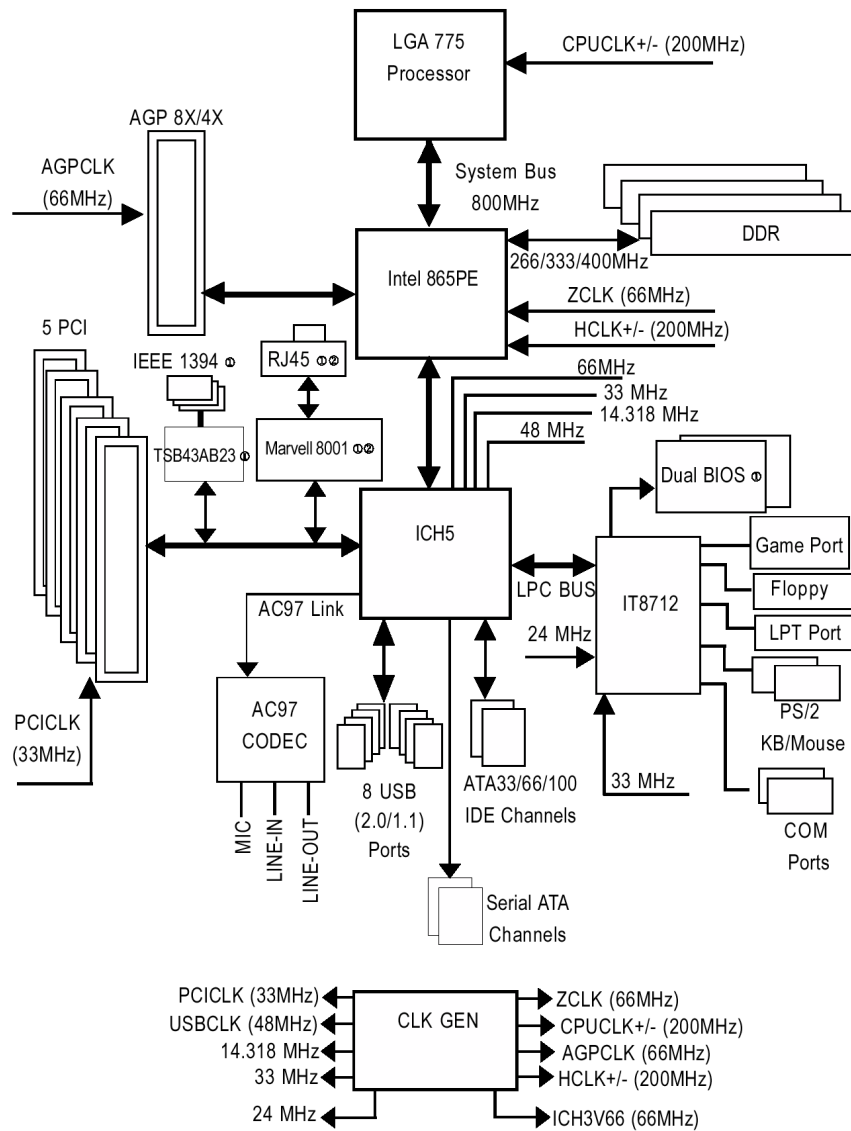 LGA 775
Processor
CPUCLK+/- (200MHz)
AGP 8X/4X
AGPCLK
(66MHz)
System Bus
800MHz
DDR
266/333/400MHz
Intel 865PE
ZCLK (66MHz)
HCLK+/- (200MHz)
5 PCI
IEEE 1394 ①
RJ45 ①②
66MHz
33 MHz
14.318 MHz
48 MHz
TSB43AB23 ①
Marvell 8001 ①②
Dual BIOS ①
ICH5
Game Port
LPC BUS
IT8712
Floppy
AC97 Link
24 MHz
LPT Port
PCICLK
(33MHz)
AC97
CODEC
PS/2
KB/Mouse
33 MHz
8 USB
(2.0/1.1)
Ports
ATA33/66/100
IDE Channels
MIC
LINE-IN
LINE-OUT
COM
Ports
Serial ATA
Channels
PCICLK (33MHz)
USBCLK (48MHz)
14.318 MHz
33 MHz
24 MHz
CLK GEN
ZCLK (66MHz)
CPUCLK+/- (200MHz)
AGPCLK (66MHz)
HCLK+/- (200MHz)
ICH3V66 (66MHz)